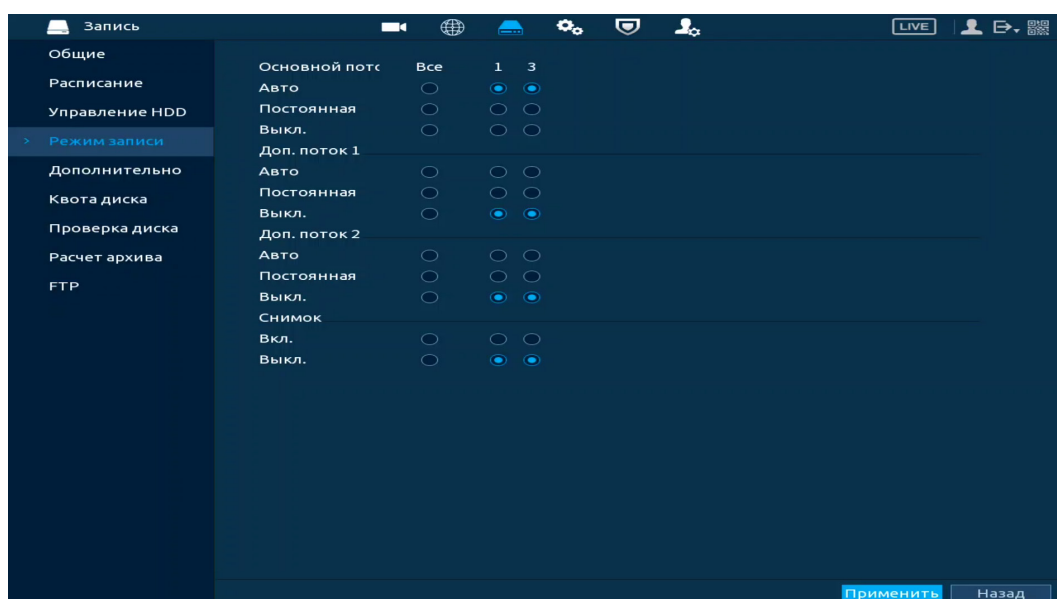 Запись LIVE
Общие
Расписание
Управление HDD
> Режим записи
Дополнительно
Квота диска
Проверка диска
Расчет архива
FTP
Основной пото Все 1 3
Авто
Постоянная
Выкл.
Доп. поток 1
Авто
Постоянная
Выкл.
Доп. поток 2
Авто
Постоянная
Выкл.
Снимок
Вкл.
Выкл.
Применить Назад